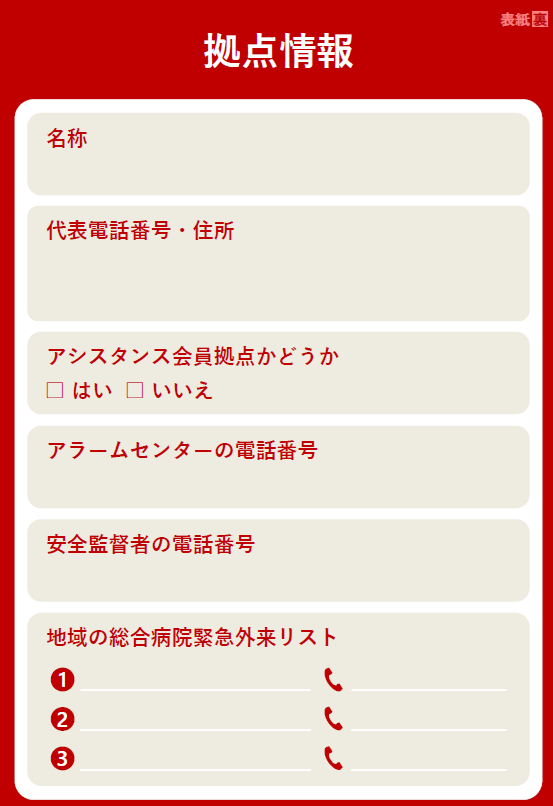 表紙裏
拠点情報
名称
代表電話番号・住所
アシスタンス会員拠点かどうか
□ はい □ いいえ
アラームセンターの電話番号
安全監督者の電話番号
地域の総合病院緊急外来リスト
1
2
3